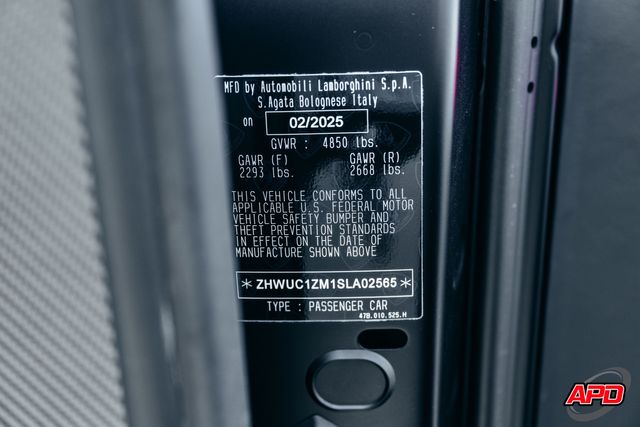 MFD by Automobili Lamborghini S.p.A.
S.Agata Bolognese Italy
on 02/2025
GVWR : 4850 lbs.
GAWR (F) GAWR (R)
2293 lbs. 2668 lbs.
THIS VEHICLE CONFORMS TO ALL
APPLICABLE U.S. FEDERAL MOTOR
VEHICLE SAFETY BUMPER AND
THEFT PREVENTION STANDARDS
IN EFFECT ON THE DATE OF
MANUFACTURE SHOWN ABOVE
*ZHWUC1ZM1SLA02565*
TYPE : PASSENGER CAR
47B.010.525.H
APD